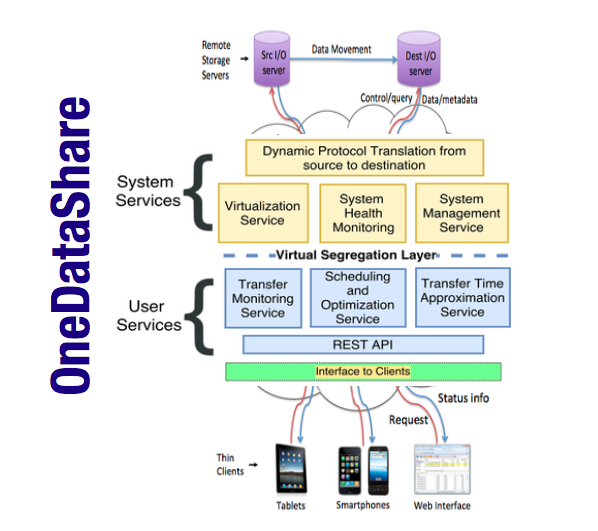 OneDataShare
Remote
Storage
Servers
Src I/O
server
Data Movement
Dest I/O
server
Control/query
Data/metadata
System
Services
Dynamic Protocol Translation from
source to destination
Virtualization
Service
System
Health
Monitoring
System
Management
Service
Virtual Segregation Layer
User
Services
Transfer
Monitoring
Service
Scheduling
and
Optimization
Service
Transfer Time
Approximation
Service
REST API
Interface to Clients
Status info
Request
Thin
Clients
Tablets
Smartphones
Web Interface